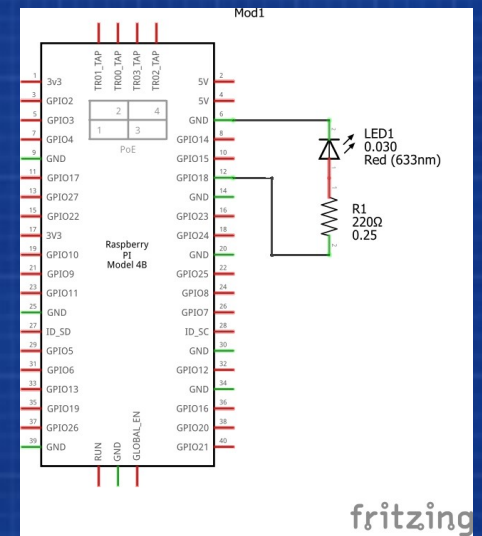 Mod1
TR01_TAP
TR00_TAP
TR03_TAP
TR02_TAP
2 4
1 3
PoE
1 3v3
3 GPIO2
5 GPIO3
7 GPIO4
9 GND
11 GPIO17
13 GPIO27
15 GPIO22
17 3V3
19 GPIO10
21 GPIO9
23 GPIO11
25 GND
27 ID_SD
29 GPIO5
31 GPIO6
33 GPIO13
35 GPIO19
37 GPIO26
39 GND
Raspberry
PI
Model 4B
5V 2
5V 4
GND 6
GPIO14 8
GPIO15 10
GPIO18 12
GND 14
GPIO23 16
GPIO24 18
GND 20
GPIO22 22
GPIO8 24
GPIO7 26
ID_SC 28
GND 30
GPIO12 32
GND 34
GPIO16 36
GPIO20 38
GPIO21 40
RUN
GND
GLOBAL_EN
LED1
0.030
Red (633nm)
R1
220Ω
0.25
fritzing